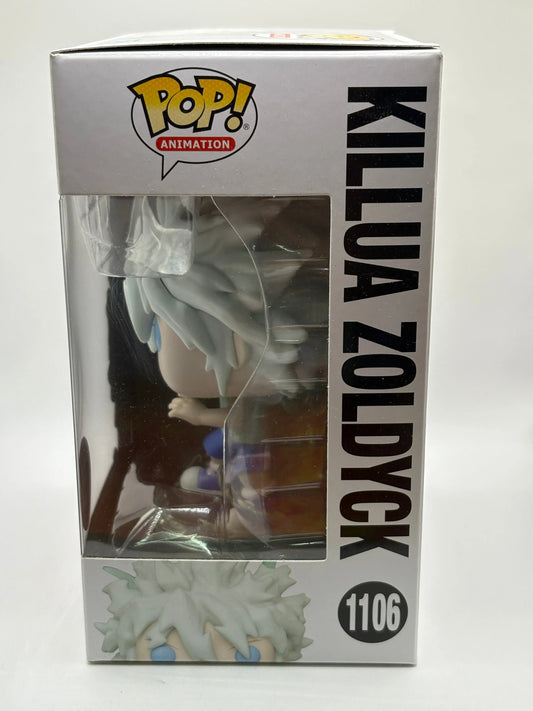 POP!
®
ANIMATION
KILLUA ZOLDYCK
1106